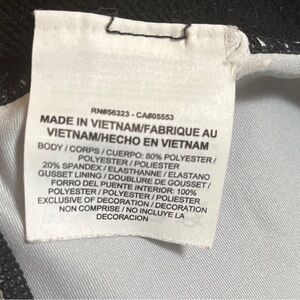 RN#56323 - CA#05553
MADE IN VIETNAM/FABRIQUE AU
VIETNAM/HECHO EN VIETNAM
BODY / CORPS / CUERPO: 80% POLYESTER /
POLYESTER / POLIESTER
20% SPANDEX / ELASTHANNE / ELASTANO
GUSSET LINING / DOUBLURE DE GOUSSET /
FORRO DEL PUENTE INTERIOR: 100%
POLYESTER / POLYESTER / POLIESTER
EXCLUSIVE OF DECORATION / DECORATION
NON COMPRISE / NO INCLUYE LA
DECORACION